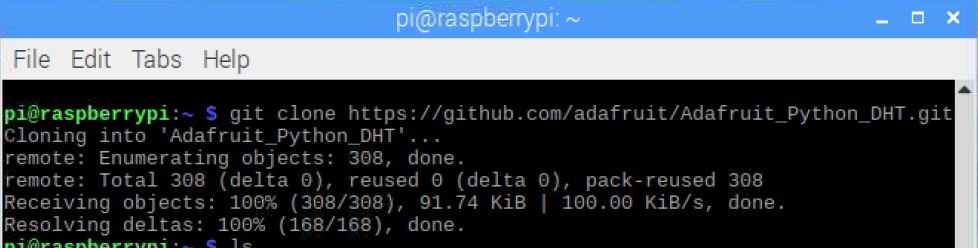 pi@raspberrypi: ~
File Edit Tabs Help
pi@raspberrypi:~ $ git clone https://github.com/adafruit/Adafruit_Python_DHT.git
Cloning into 'Adafruit_Python_DHT'...
remote: Enumerating objects: 308, done.
remote: Total 308 (delta 0), reused 0 (delta 0), pack-reused 308
Receiving objects: 100% (308/308), 91.74 KiB | 100.00 KiB/s, done.
Resolving deltas: 100% (168/168), done.
pi@raspberrypi:~ $ ls